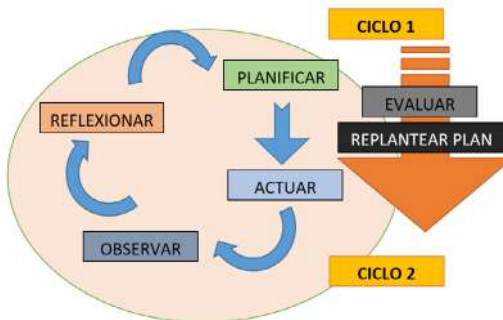 CICLO 1
PLANIFICAR
EVALUAR
REFLEXIONAR
REPLANTEAR PLAN
ACTUAR
OBSERVAR
CICLO 2